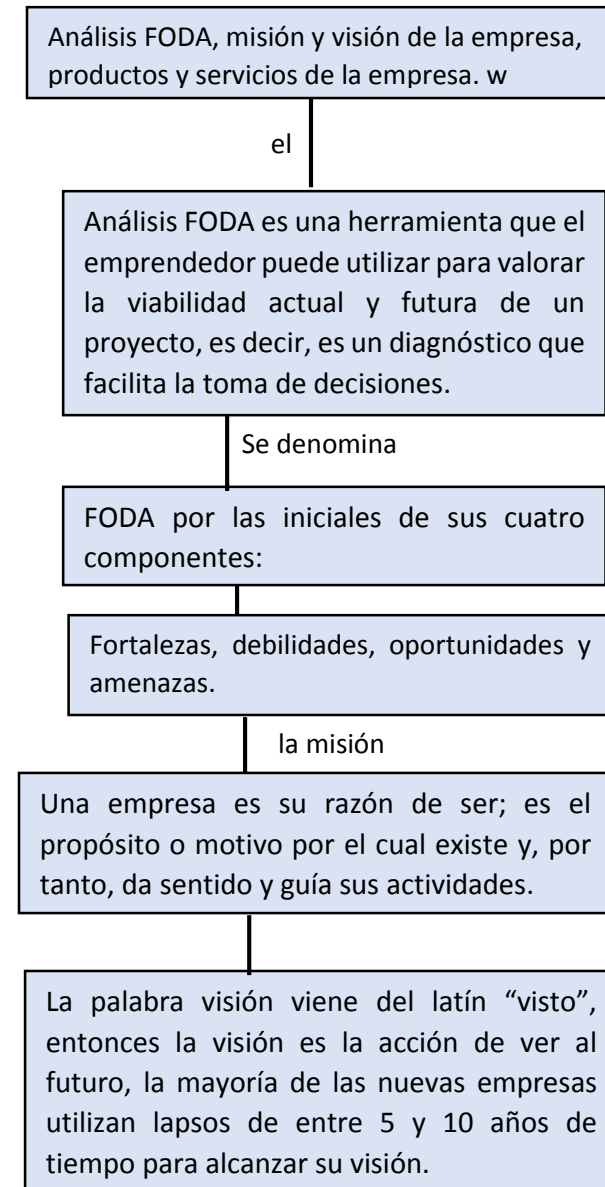 Análisis FODA, misión y visión de la empresa,
productos y servicios de la empresa. w
el
Análisis FODA es una herramienta que el
emprendedor puede utilizar para valorar
la viabilidad actual y futura de un
proyecto, es decir, es un diagnóstico que
facilita la toma de decisiones.
Se denomina
FODA por las iniciales de sus cuatro
componentes:
Fortalezas, debilidades, oportunidades y
amenazas.
la misión
Una empresa es su razón de ser; es el
propósito o motivo por el cual existe y, por
tanto, da sentido y guía sus actividades.
La palabra visión viene del latín “visto”,
entonces la visión es la acción de ver al
futuro, la mayoría de las nuevas empresas
utilizan lapsos de entre 5 y 10 años de
tiempo para alcanzar su visión.